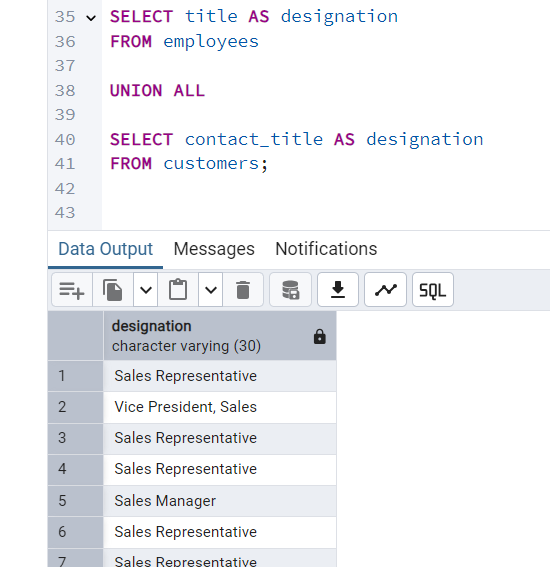 35 SELECT title AS designation
36 FROM employees
37
38 UNION ALL
39
40 SELECT contact_title AS designation
41 FROM customers;
42
43
Data Output Messages Notifications
SQL
designation
character varying (30)
1 Sales Representative
2 Vice President, Sales
3 Sales Representative
4 Sales Representative
5 Sales Manager
6 Sales Representative
7 Sales Representative